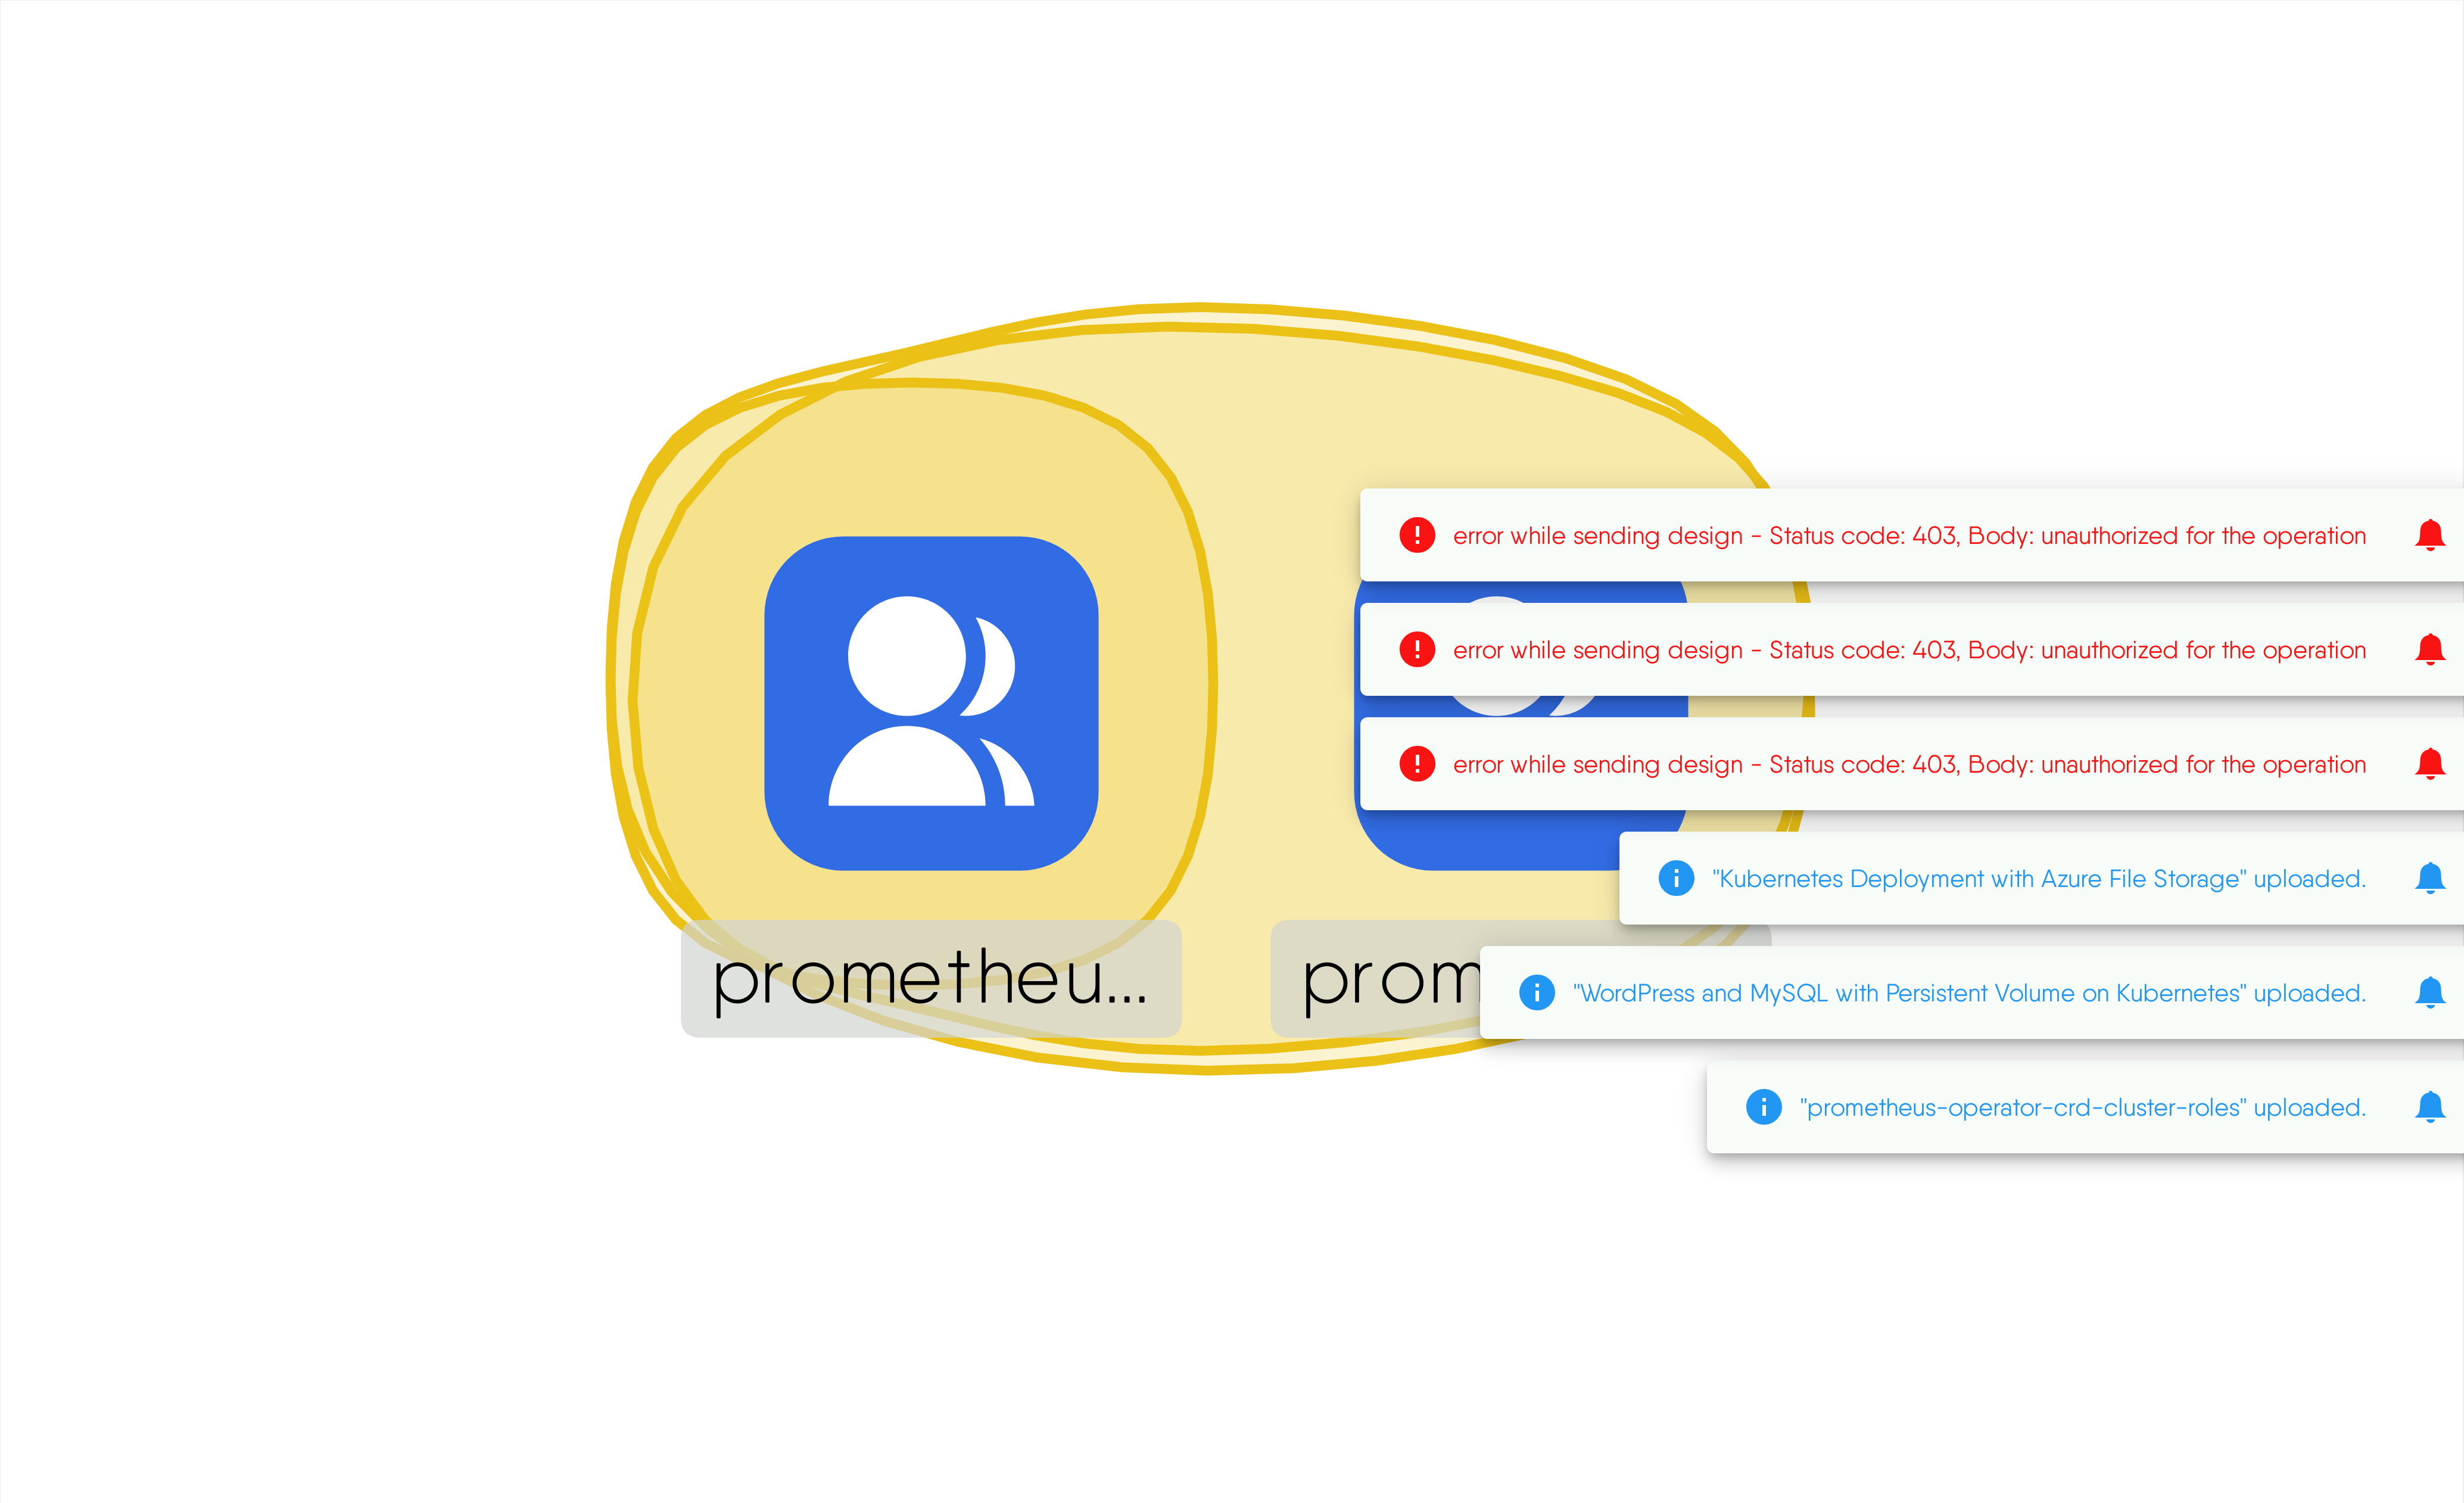 error while sending design - Status code: 403, Body: unauthorized for the operation
error while sending design - Status code: 403, Body: unauthorized for the operation
error while sending design - Status code: 403, Body: unauthorized for the operation
"Kubernetes Deployment with Azure File Storage" uploaded.
prometheu...
prom
"WordPress and MySQL with Persistent Volume on Kubernetes" uploaded.
"prometheus-operator-crd-cluster-roles" uploaded.